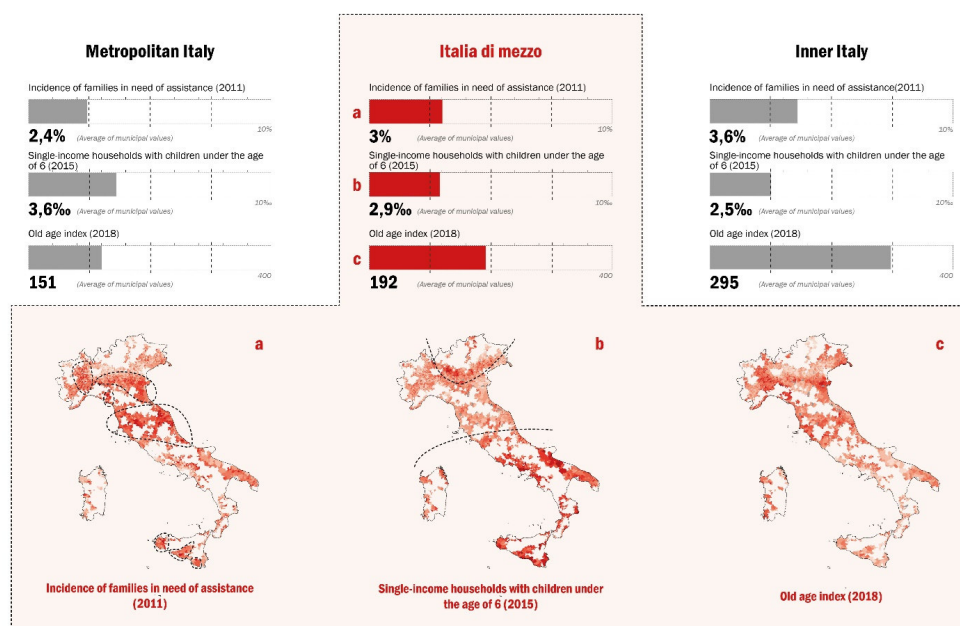 Metropolitan Italy
Incidence of families in need of assistance (2011)
10%
2,4% (Average of municipal values)
Single-income households with children under the age
of 6 (2015)
10‰
3,6‰ (Average of municipal values)
Old age index (2018)
400
151 (Average of municipal values)
Italia di mezzo
Incidence of families in need of assistance (2011)
a
10%
3% (Average of municipal values)
Single-income households with children under the age
of 6 (2015)
b
10‰
2,9‰ (Average of municipal values)
Old age index (2018)
c
400
192 (Average of municipal values)
Inner Italy
Incidence of families in need of assistance(2011)
10%
3,6% (Average of municipal values)
Single-income households with children under the age
of 6 (2015)
10‰
2,5‰ (Average of municipal values)
Old age index (2018)
400
295 (Average of municipal values)
a
Incidence of families in need of assistance
(2011)
b
Single-income households with children under
the age of 6 (2015)
c
Old age index (2018)